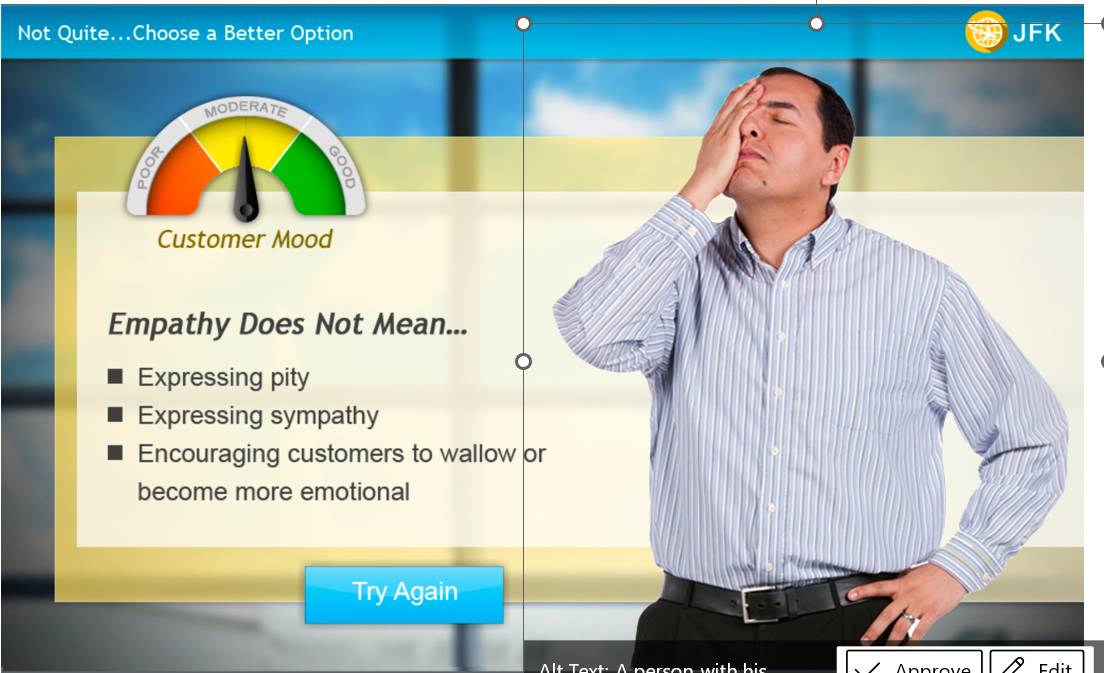 Not Quite...Choose a Better Option
JFK
POOR
MODERATE
GOOD
Customer Mood
Empathy Does Not Mean...
Expressing pity
Expressing sympathy
Encouraging customers to wallow or
become more emotional
Try Again
Alt Text: A person with his
Approve
Edit